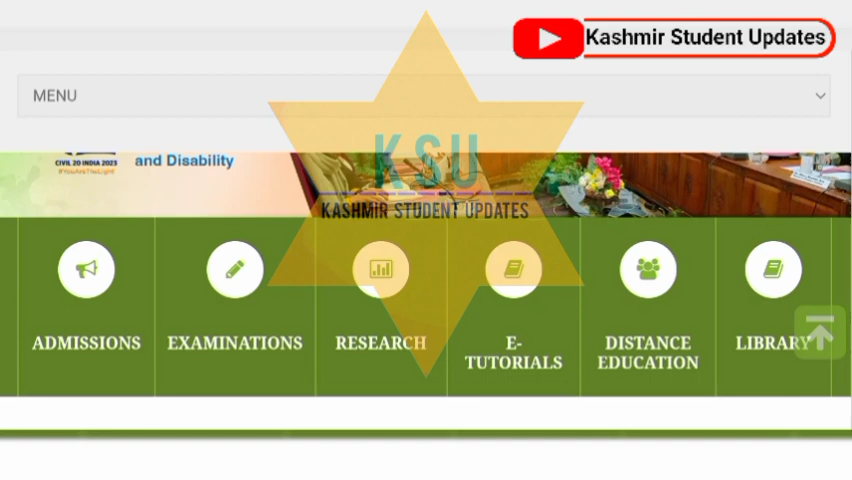 Kashmir Student Updates
MENU
CIVIL 20 INDIA 2023
#YouAreTheLight
and Disability
KSU
KASHMIR STUDENT UPDATES
ADMISSIONS
EXAMINATIONS
RESEARCH
E-
TUTORIALS
DISTANCE
EDUCATION
LIBRARY